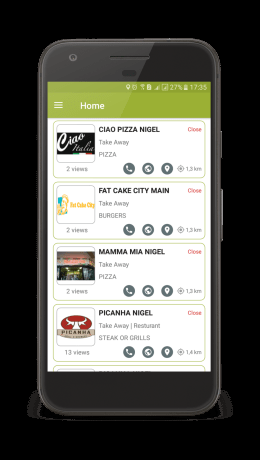 27% 17:35
Home
Ciao
Italia
CIAO PIZZA NIGEL
Close
Take Away
PIZZA
2 views
1,3 km
Fat Cake City
FAT CAKE CITY MAIN
Close
Take Away
BURGERS
2 views
1,3 km
MAMMA MIA NIGEL
Close
Take Away
PIZZA
2 views
1,3 km
PICANHA
PICANHA NIGEL
Close
Take Away | Resturant
STEAK OR GRILLS
13 views
1,4 km